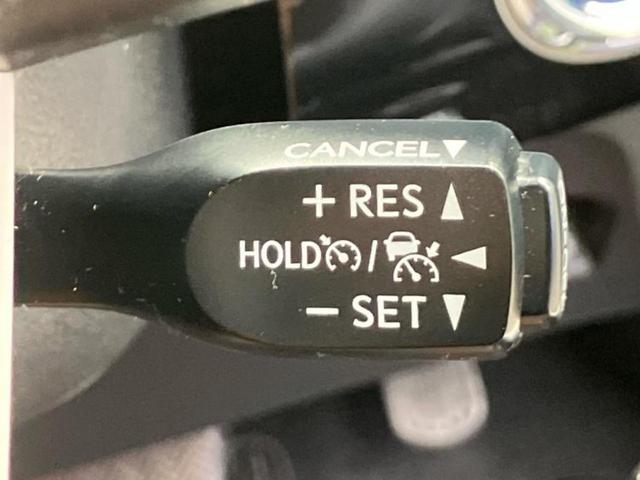 CANCEL▼
+ RES ▲
HOLD / ◀
− SET ▼